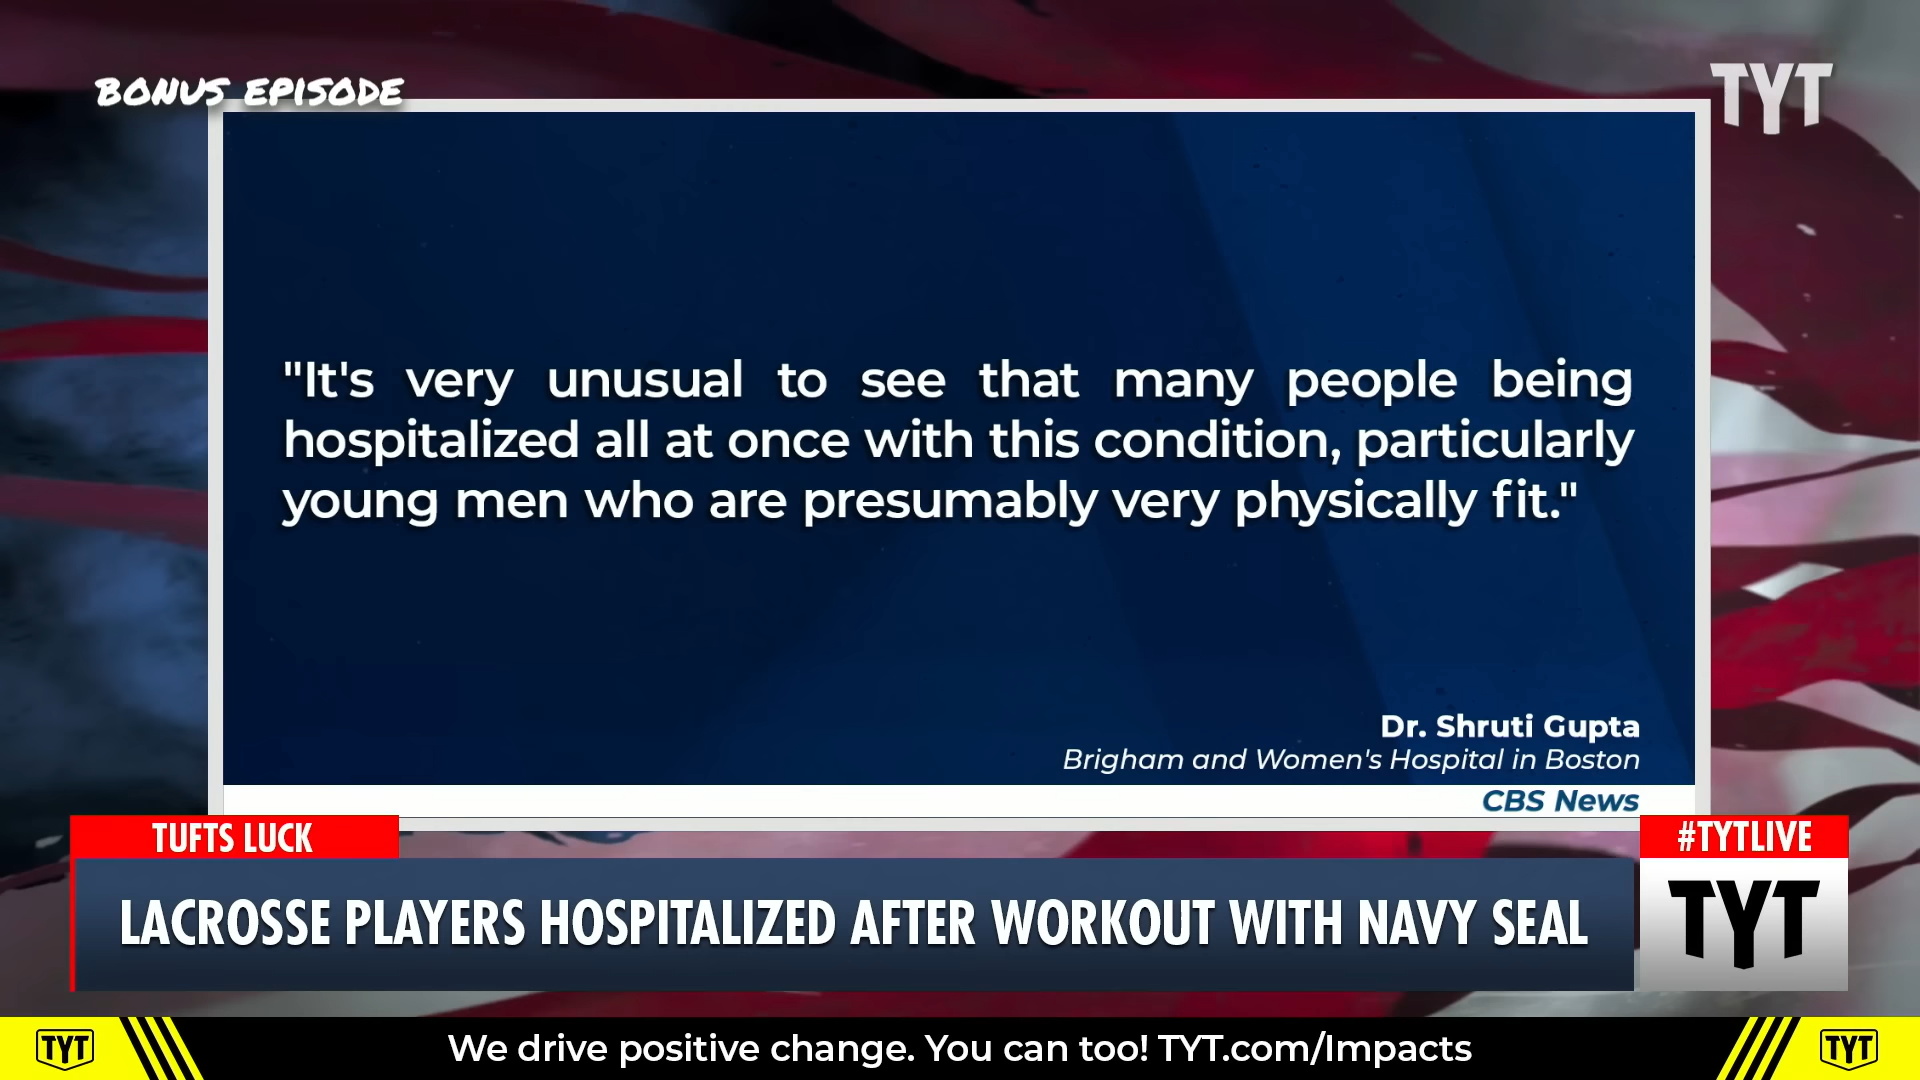 BONUS EPISODE
TYT
"It's very unusual to see that many people being
hospitalized all at once with this condition, particularly
young men who are presumably very physically fit."
Dr. Shruti Gupta
Brigham and Women's Hospital in Boston
CBS News
TUFTS LUCK
#TYTLIVE
LACROSSE PLAYERS HOSPITALIZED AFTER WORKOUT WITH NAVY SEAL
TYT
TYT
We drive positive change. You can too! TYT.com/Impacts
TYT